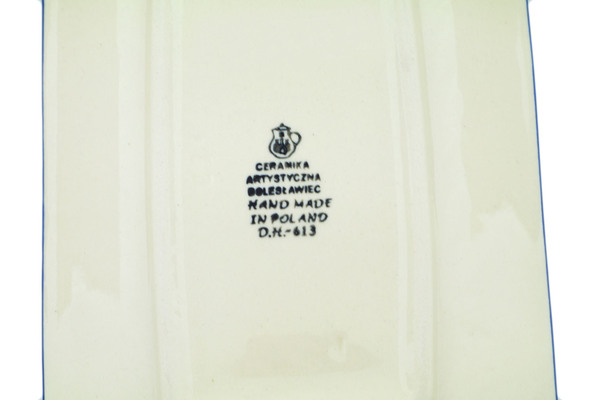 CERAMIKA
ARTYSTYCZNA
BOLESŁAWIEC
HAND MADE
IN POLAND
D.H.-613